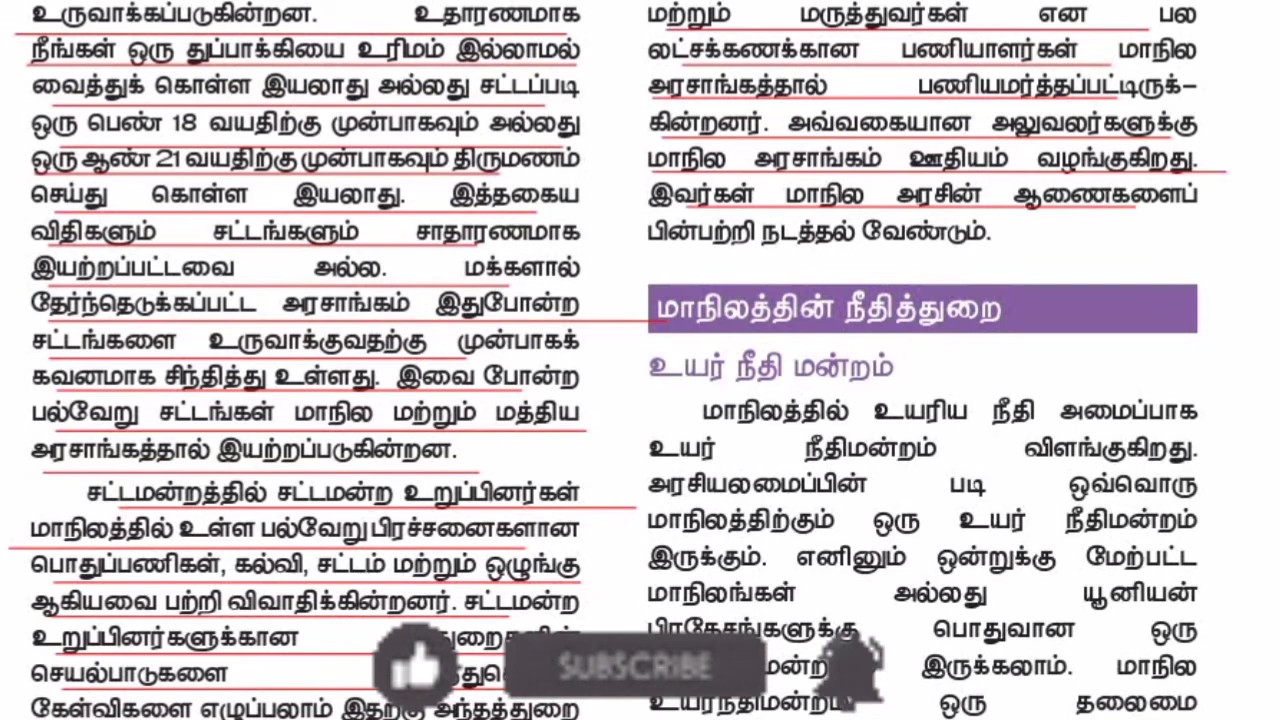 உருவாக்கப்படுகின்றன. உதாரணமாக
நீங்கள் ஒரு துப்பாக்கியை உரிமம் இல்லாமல்
வைத்துக் கொள்ள இயலாது அல்லது சட்டப்படி
ஒரு பெண் 18 வயதிற்கு முன்பாகவும் அல்லது
ஒரு ஆண் 21 வயதிற்கு முன்பாகவும் திருமணம்
செய்து கொள்ள இயலாது. இத்தகைய
விதிகளும் சட்டங்களும் சாதாரணமாக
இயற்றப்பட்டவை அல்ல. மக்களால்
தேர்ந்தெடுக்கப்பட்ட அரசாங்கம் இதுபோன்ற
சட்டங்களை உருவாக்குவதற்கு முன்பாகக்
கவனமாக சிந்தித்து உள்ளது. இவை போன்ற
பல்வேறு சட்டங்கள் மாநில மற்றும் மத்திய
அரசாங்கத்தால் இயற்றப்படுகின்றன.
சட்டமன்றத்தில் சட்டமன்ற உறுப்பினர்கள்
மாநிலத்தில் உள்ள பல்வேறு பிரச்சனைகளான
பொதுப்பணிகள், கல்வி, சட்டம் மற்றும் ஒழுங்கு
ஆகியவை பற்றி விவாதிக்கின்றனர். சட்டமன்ற
உறுப்பினர்களுக்கான
செயல்பாடுகளை
கேள்விகளை எழுப்பலாம் இதற்கு அந்தத்துறை
மற்றும் மருத்துவர்கள் என பல
லட்சக்கணக்கான பணியாளர்கள் மாநில
அரசாங்கத்தால் பணியமர்த்தப்பட்டிருக்-
கின்றனர். அவ்வகையான அலுவலர்களுக்கு
மாநில அரசாங்கம் ஊதியம் வழங்குகிறது.
இவர்கள் மாநில அரசின் ஆணைகளைப்
பின்பற்றி நடத்தல் வேண்டும்.
மாநிலத்தின் நீதித்துறை
உயர் நீதி மன்றம்
மாநிலத்தில் உயரிய நீதி அமைப்பாக
உயர் நீதிமன்றம் விளங்குகிறது.
அரசியலமைப்பின் படி ஒவ்வொரு
மாநிலத்திற்கும் ஒரு உயர் நீதிமன்றம்
இருக்கும். எனினும் ஒன்றுக்கு மேற்பட்ட
மாநிலங்கள் அல்லது யூனியன்
பிரதேசங்களுக்கு பொதுவான ஒரு
இருக்கலாம். மாநில
உயர்நீதிமன்றம் ஒரு தலைமை
SUBSCRIBE